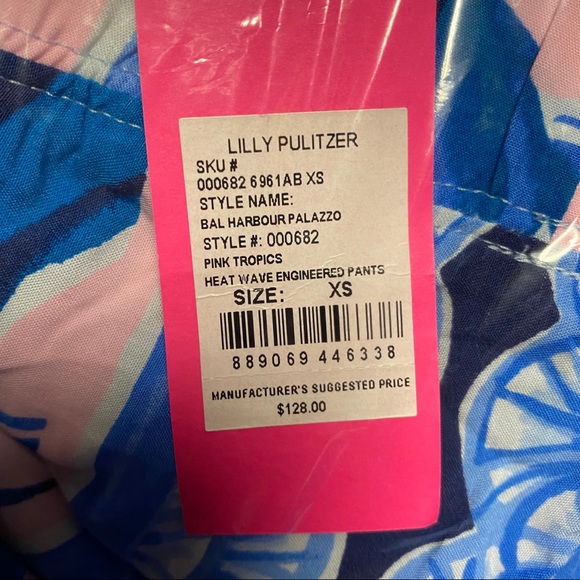 LILLY PULITZER
SKU #
000682 6961AB XS
STYLE NAME:
BAL HARBOUR PALAZZO
STYLE #: 000682
PINK TROPICS
HEAT WAVE ENGINEERED PANTS
SIZE: XS
889069 446338
MANUFACTURER'S SUGGESTED PRICE
$128.00